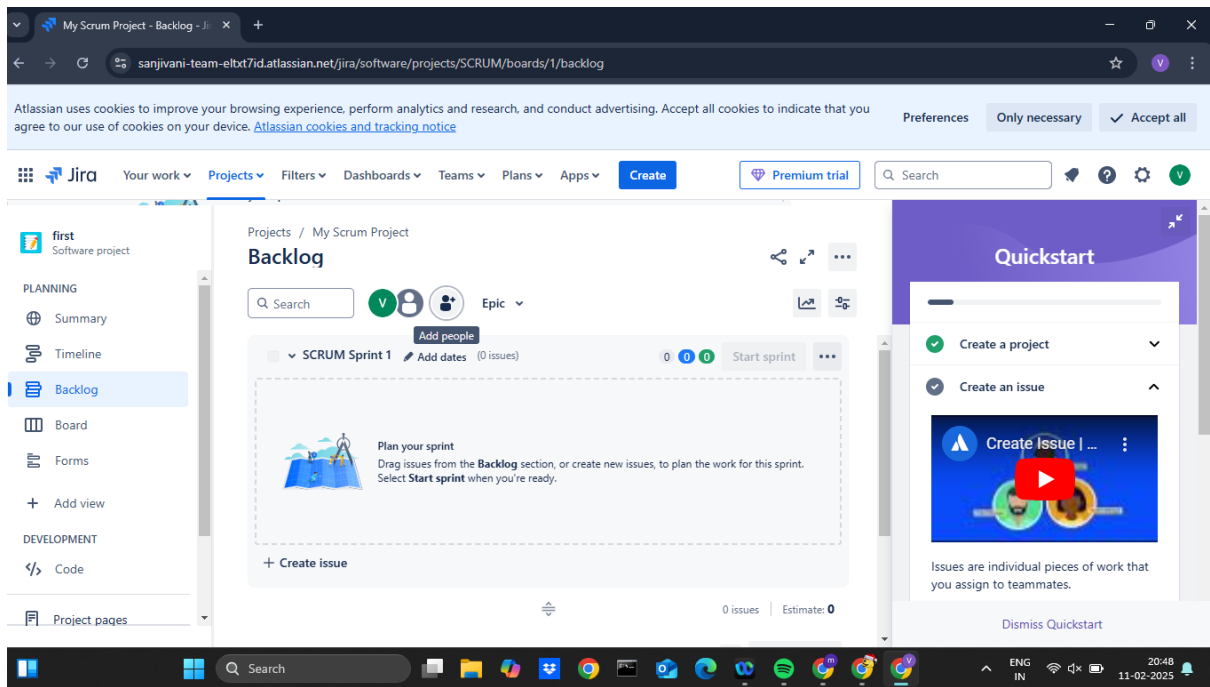 My Scrum Project - Backlog - Ji
sanjivani-team-eltxt7id.atlassian.net/jira/software/projects/SCRUM/boards/1/backlog
V
Atlassian uses cookies to improve your browsing experience, perform analytics and research, and conduct advertising. Accept all cookies to indicate that you
agree to our use of cookies on your device. Atlassian cookies and tracking notice
Preferences
Only necessary
Accept all
Jira
Your work
Projects
Filters
Dashboards
Teams
Plans
Apps
Create
Premium trial
Search
V
first
Software project
PLANNING
Summary
Timeline
Backlog
Board
Forms
Add view
DEVELOPMENT
Code
Project pages
Projects / My Scrum Project
Backlog
Search
V
Epic
Add people
SCRUM Sprint 1
Add dates
(0 issues)
0 0 0
Start sprint
Plan your sprint
Drag issues from the Backlog section, or create new issues, to plan the work for this sprint.
Select Start sprint when you're ready.
+ Create issue
0 issues
Estimate: 0
Quickstart
Create a project
Create an issue
Create Issue | ...
Issues are individual pieces of work that
you assign to teammates.
Dismiss Quickstart
Search
m
V
ENG
IN
20:48
11-02-2025